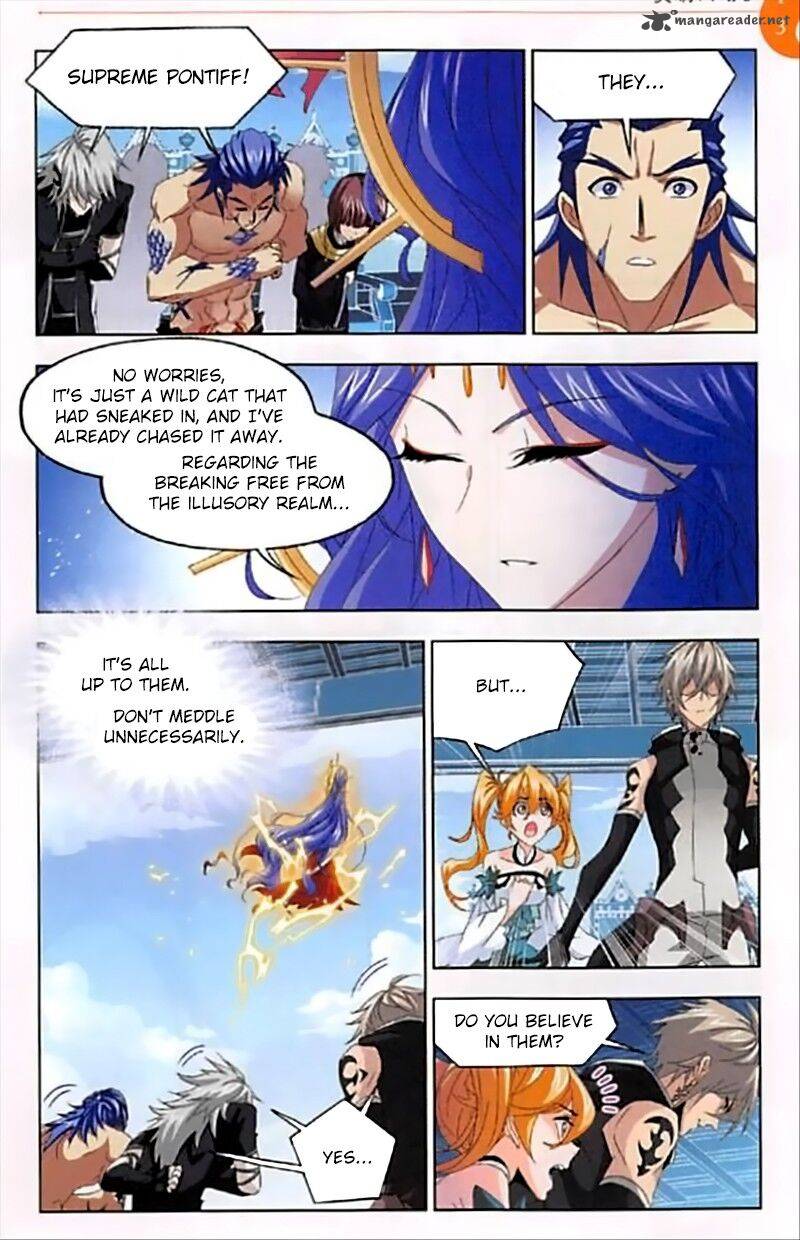 mangareader.net
SUPREME PONTIFF!
THEY...
NO WORRIES,
IT'S JUST A WILD CAT THAT
HAD SNEAKED IN, AND I'VE
ALREADY CHASED IT AWAY.
REGARDING THE
BREAKING FREE FROM
THE ILLUSORY REALM...
IT'S ALL
UP TO THEM.
DON'T MEDDLE
UNNECESSARILY.
BUT...
DO YOU BELIEVE
IN THEM?
YES...